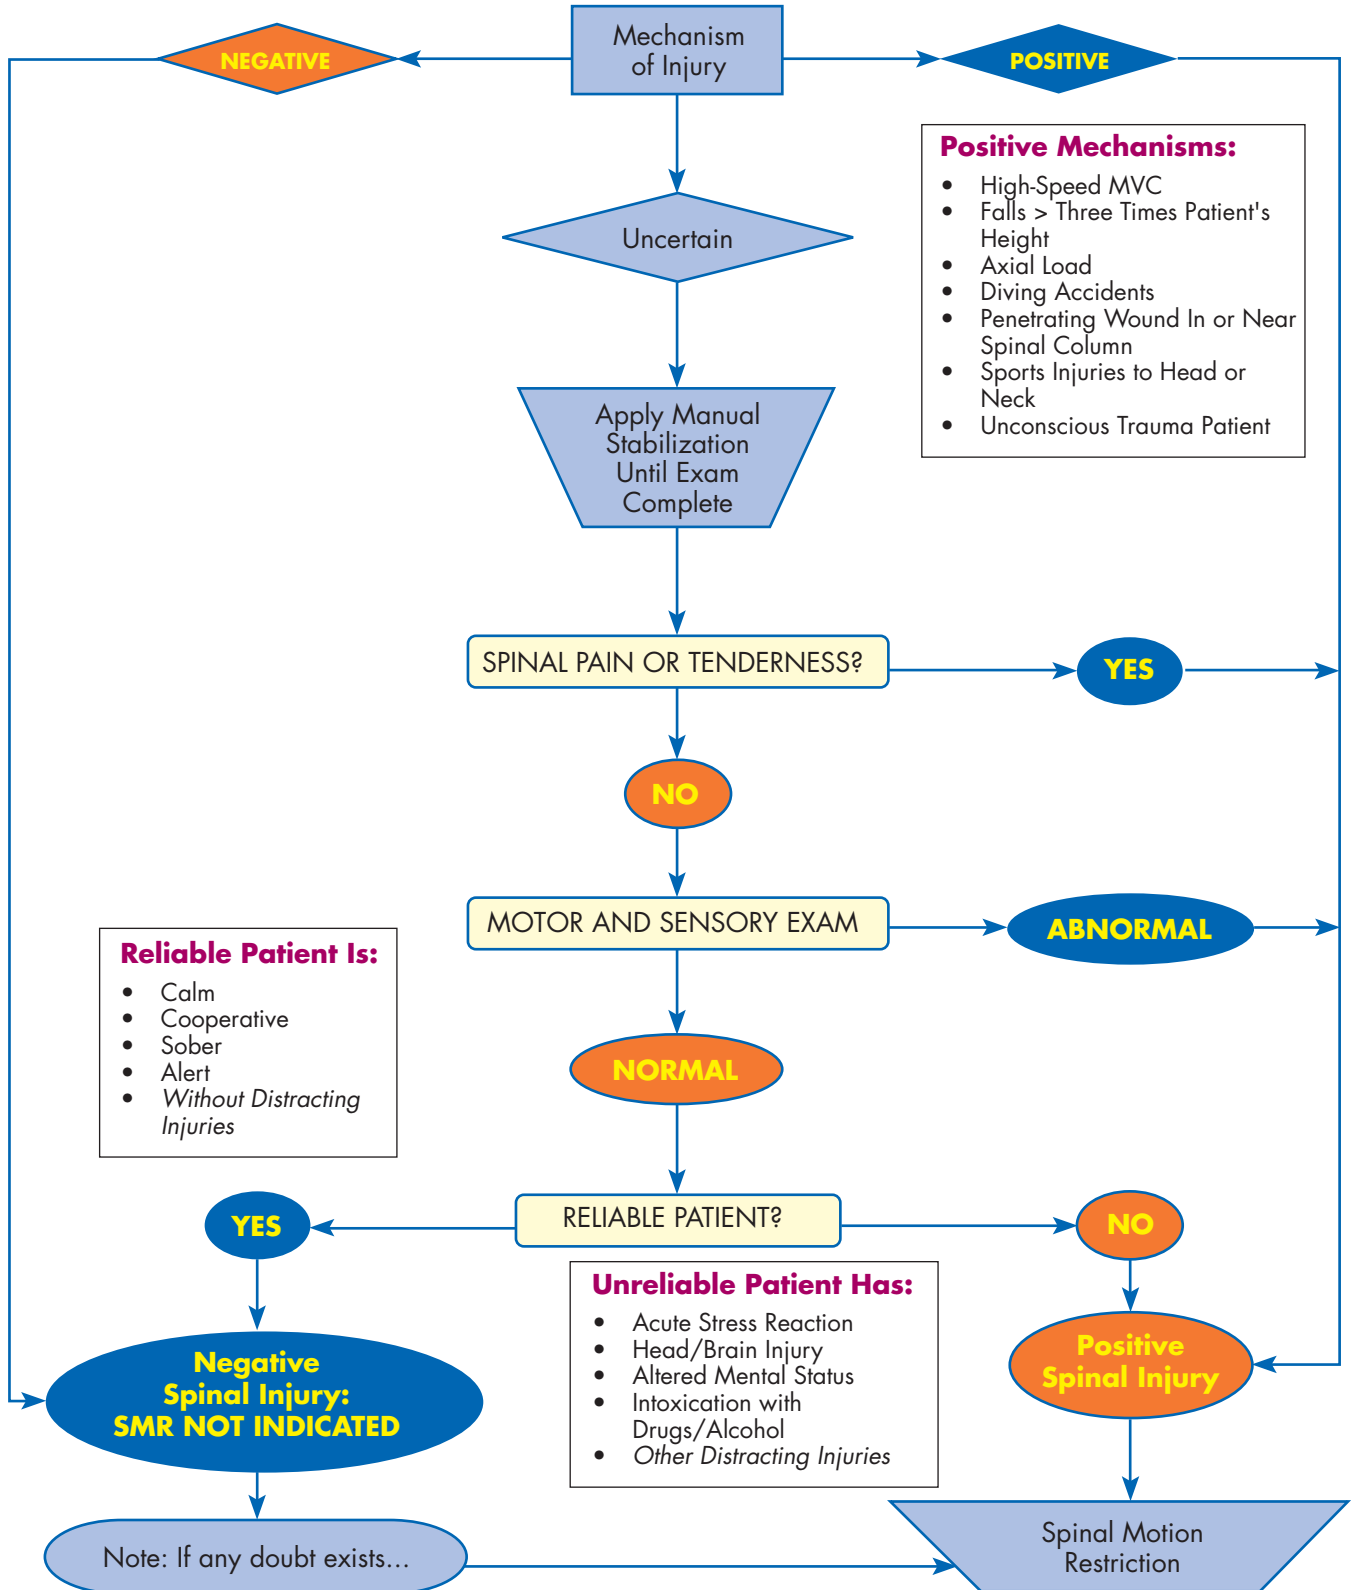 Mechanism
of Injury
NEGATIVE
POSITIVE
Positive Mechanisms:
• High-Speed MVC
• Falls > Three Times Patient's
Height
• Axial Load
• Diving Accidents
• Penetrating Wound In or Near
Spinal Column
• Sports Injuries to Head or
Neck
• Unconscious Trauma Patient
Uncertain
Apply Manual
Stabilization
Until Exam
Complete
SPINAL PAIN OR TENDERNESS?
YES
NO
MOTOR AND SENSORY EXAM
ABNORMAL
Reliable Patient Is:
• Calm
• Cooperative
• Sober
• Alert
• Without Distracting
Injuries
NORMAL
RELIABLE PATIENT?
YES
NO
Unreliable Patient Has:
• Acute Stress Reaction
• Head/Brain Injury
• Altered Mental Status
• Intoxication with
Drugs/Alcohol
• Other Distracting Injuries
Negative
Spinal Injury:
SMR NOT INDICATED
Positive
Spinal Injury
Note: If any doubt exists...
Spinal Motion
Restriction